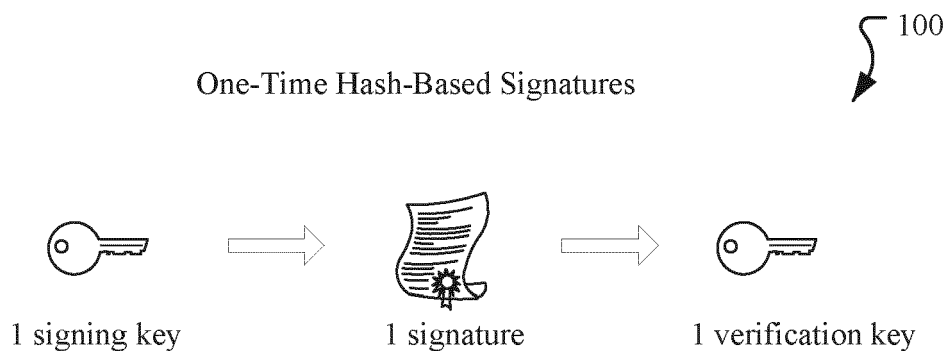 100
One-Time Hash-Based Signatures
1 signing key 1 signature 1 verification key